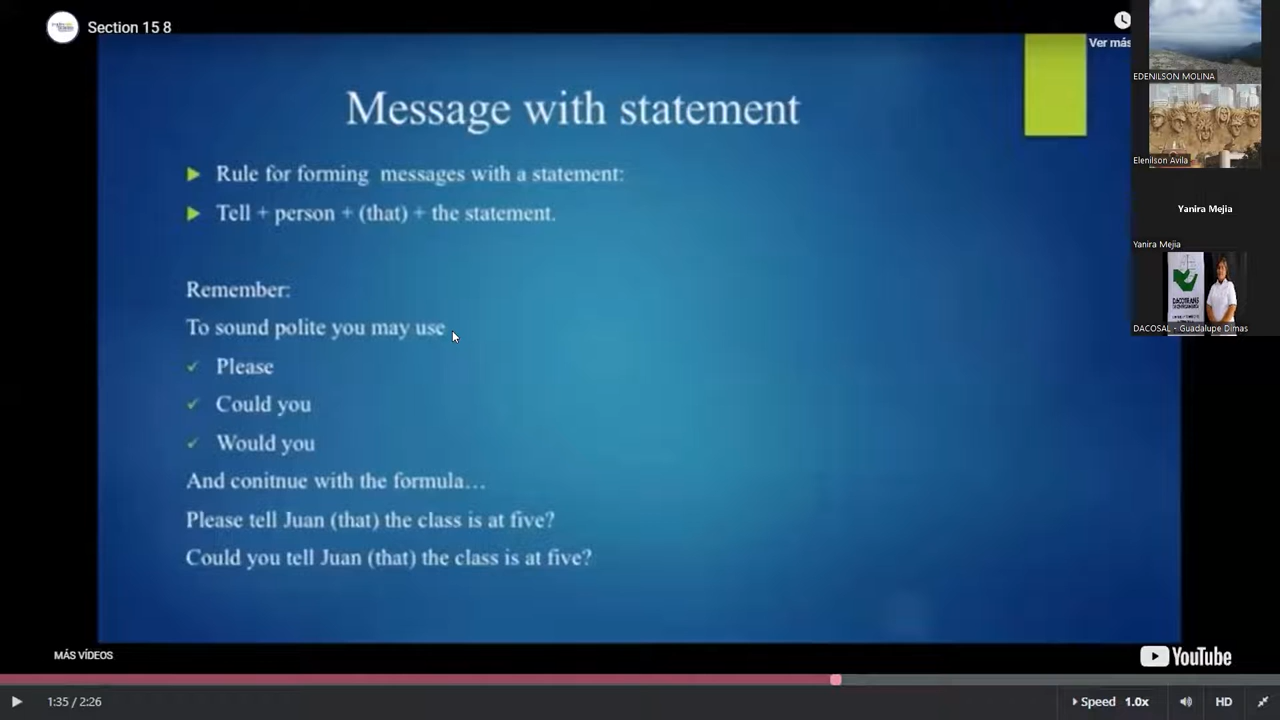 Section 15 8
Ver más
EDENILSON MOLINA
Message with statement
Rule for forming messages with a statement:
Elenilson Avila
Tell + person + (that) + the statement.
Yanira Mejia
Yanira Mejia
Remember:
DACOTRANS
To sound polite you may use
DACOSAL - Guadalupe Dimas
Please
Could you
Would you
And conitnue with the formula…
Please tell Juan (that) the class is at five?
Could you tell Juan (that) the class is at five?
MÁS VÍDEOS
YouTube
1:35 / 2:26
Speed 1.0x
HD